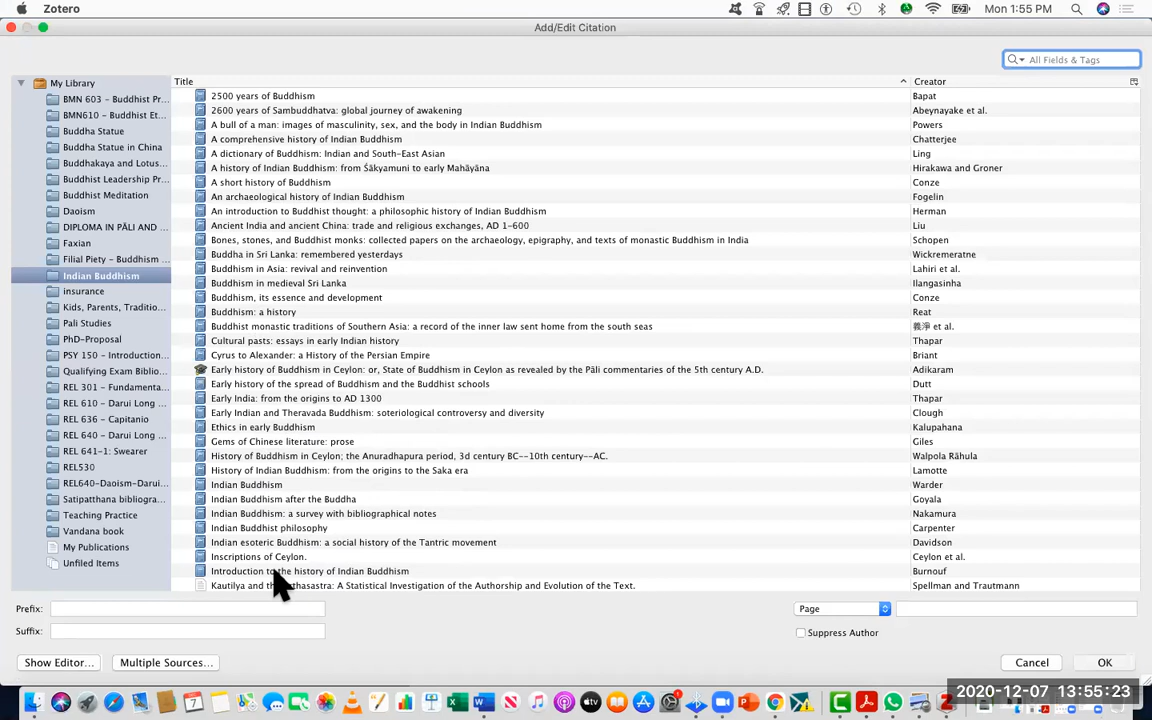 Zotero
Mon 1:55 PM
Add/Edit Citation
All Fields & Tags
My Library
BMN 603 - Buddhist Pr...
BMN610 - Buddhist Et...
Buddha Statue
Buddha Statue in China
Buddhakaya and Lotus...
Buddhist Leadership Pr...
Buddhist Meditation
Daoism
DIPLOMA IN PĀLI AND ...
Faxian
Filial Piety - Buddhism ...
Indian Buddhism
insurance
Kids, Parents, Traditio...
Pali Studies
PhD-Proposal
PSY 150 - Introduction...
Qualifying Exam Biblio...
REL 301 - Fundamenta...
REL 610 - Darui Long ...
REL 636 - Capitanio
REL 640 - Darui Long ...
REL 641-1: Swearer
REL530
REL640-Daoism-Darui...
Satipatthana bibliogra...
Teaching Practice
Vandana book
My Publications
Unfiled Items
Title Creator
2500 years of Buddhism Bapat
2600 years of Sambuddhatva: global journey of awakening Abeynayake et al.
A bull of a man: images of masculinity, sex, and the body in Indian Buddhism Powers
A comprehensive history of Indian Buddhism Chatterjee
A dictionary of Buddhism: Indian and South-East Asian Ling
A history of Indian Buddhism: from Śākyamuni to early Mahāyāna Hirakawa and Groner
A short history of Buddhism Conze
An archaeological history of Indian Buddhism Fogelin
An introduction to Buddhist thought: a philosophic history of Indian Buddhism Herman
Ancient India and ancient China: trade and religious exchanges, AD 1-600 Liu
Bones, stones, and Buddhist monks: collected papers on the archaeology, epigraphy, and texts of monastic Buddhism in India Schopen
Buddha in Sri Lanka: remembered yesterdays Wickremeratne
Buddhism in Asia: revival and reinvention Lahiri et al.
Buddhism in medieval Sri Lanka Ilangasinha
Buddhism, its essence and development Conze
Buddhism: a history Reat
Buddhist monastic traditions of Southern Asia: a record of the inner law sent home from the south seas 義淨 et al.
Cultural pasts: essays in early Indian history Thapar
Cyrus to Alexander: a History of the Persian Empire Briant
Early history of Buddhism in Ceylon: or, State of Buddhism in Ceylon as revealed by the Pāli commentaries of the 5th century A.D. Adikaram
Early history of the spread of Buddhism and the Buddhist schools Dutt
Early India: from the origins to AD 1300 Thapar
Early Indian and Theravada Buddhism: soteriological controversy and diversity Clough
Ethics in early Buddhism Kalupahana
Gems of Chinese literature: prose Giles
History of Buddhism in Ceylon; the Anuradhapura period, 3d century BC--10th century--AC. Walpola Rāhula
History of Indian Buddhism: from the origins to the Saka era Lamotte
Indian Buddhism Warder
Indian Buddhism after the Buddha Goyala
Indian Buddhism: a survey with bibliographical notes Nakamura
Indian Buddhist philosophy Carpenter
Indian esoteric Buddhism: a social history of the Tantric movement Davidson
Inscriptions of Ceylon. Ceylon et al.
Introduction to the history of Indian Buddhism Burnouf
Kautilya and the thasastra: A Statistical Investigation of the Authorship and Evolution of the Text. Spellman and Trautmann
Prefix: Page
Suffix: Suppress Author
Show Editor... Multiple Sources... Cancel OK
2020-12-07 13:55:23